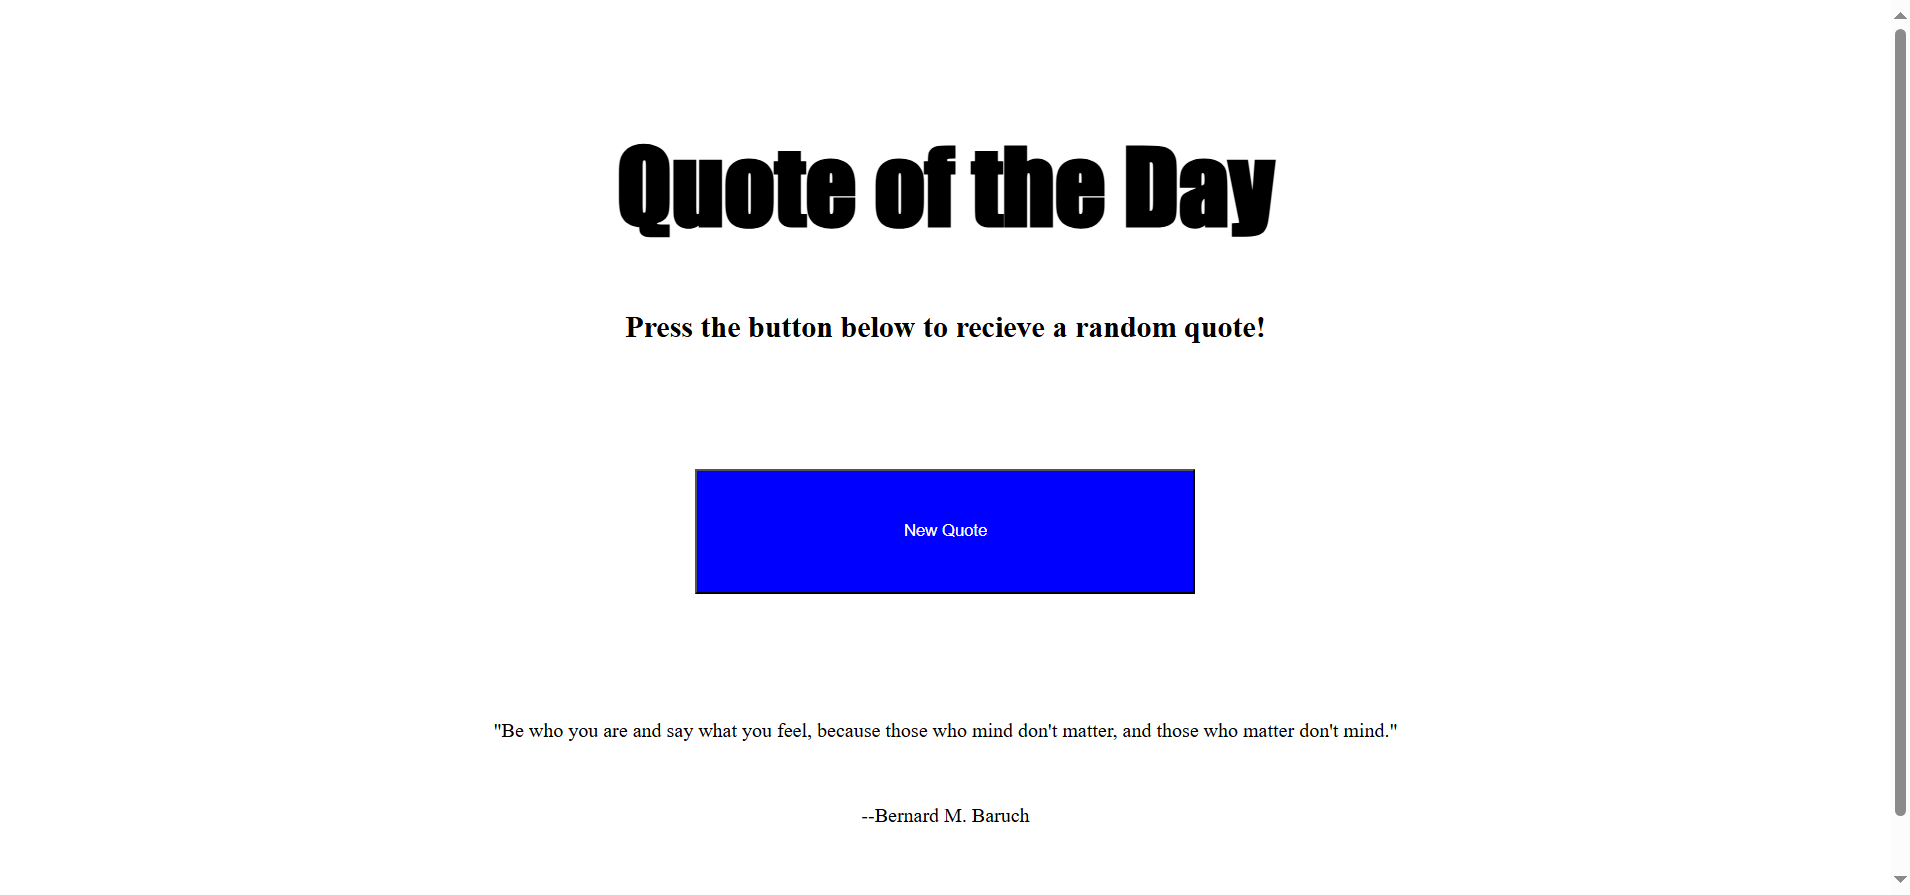 Quote of the Day
Press the button below to recieve a random quote!
New Quote
"Be who you are and say what you feel, because those who mind don't matter, and those who matter don't mind."
--Bernard M. Baruch